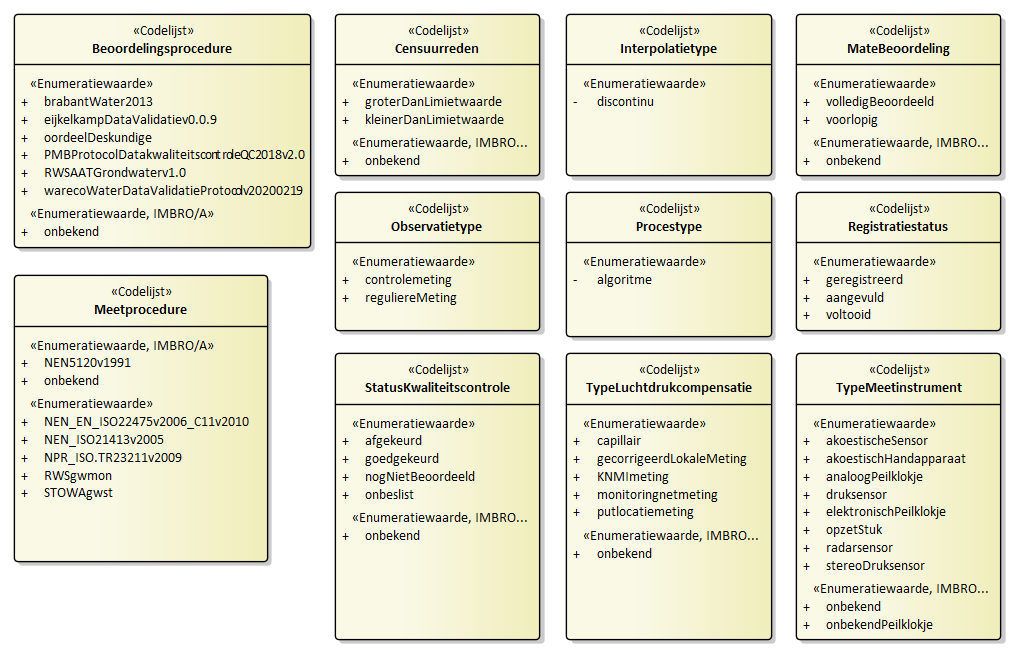 «Codelijst»
Beoordelingsprocedure
«Enumeratiewaarde»
+ brabantWater2013
+ eijkelkampDataValidatiev0.0.9
+ oordeelDeskundige
+ PMBProtocolDatakwaliteitscontroleQC2018v2.0
+ RWSAATGrondwaterv1.0
+ warecoWaterDataValidatieProtocolv20200219
«Enumeratiewaarde, IMBRO/A»
+ onbekend
«Codelijst»
Censuurreden
«Enumeratiewaarde»
+ groterDanLimietwaarde
+ kleinerDanLimietwaarde
«Enumeratiewaarde, IMBRO...
+ onbekend
«Codelijst»
Interpolatietype
«Enumeratiewaarde»
- discontinu
«Codelijst»
MateBeoordeling
«Enumeratiewaarde»
+ volledigBeoordeeld
+ voorlopig
«Enumeratiewaarde, IMBRO...
+ onbekend
«Codelijst»
Observatietype
«Enumeratiewaarde»
+ controlemeting
+ reguliereMeting
«Codelijst»
Procestype
«Enumeratiewaarde»
- algoritme
«Codelijst»
Registratiestatus
«Enumeratiewaarde»
+ geregistreerd
+ aangevuld
+ voltooid
«Codelijst»
Meetprocedure
«Enumeratiewaarde, IMBRO/A»
+ NEN5120v1991
+ onbekend
«Enumeratiewaarde»
+ NEN_EN_ISO22475v2006_C11v2010
+ NEN_ISO21413v2005
+ NPR_ISO.TR23211v2009
+ RWSgwmon
+ STOWAgwst
«Codelijst»
StatusKwaliteitscontrole
«Enumeratiewaarde»
+ afgekeurd
+ goedgekeurd
+ nogNietBeoordeeld
+ onbeslist
«Enumeratiewaarde, IMBRO...
+ onbekend
«Codelijst»
TypeLuchtdrukcompensatie
«Enumeratiewaarde»
+ capillair
+ gecorrigeerdLokaleMeting
+ KNMImeting
+ monitoringnetmeting
+ putlocatiemeting
«Enumeratiewaarde, IMBRO...
+ onbekend
«Codelijst»
TypeMeetinstrument
«Enumeratiewaarde»
+ akoestischeSensor
+ akoestischHandapparaat
+ analoogPeilklokje
+ druksensor
+ elektronischPeilklokje
+ opzetStuk
+ radarsensor
+ stereoDruksensor
«Enumeratiewaarde, IMBRO...
+ onbekend
+ onbekendPeilklokje